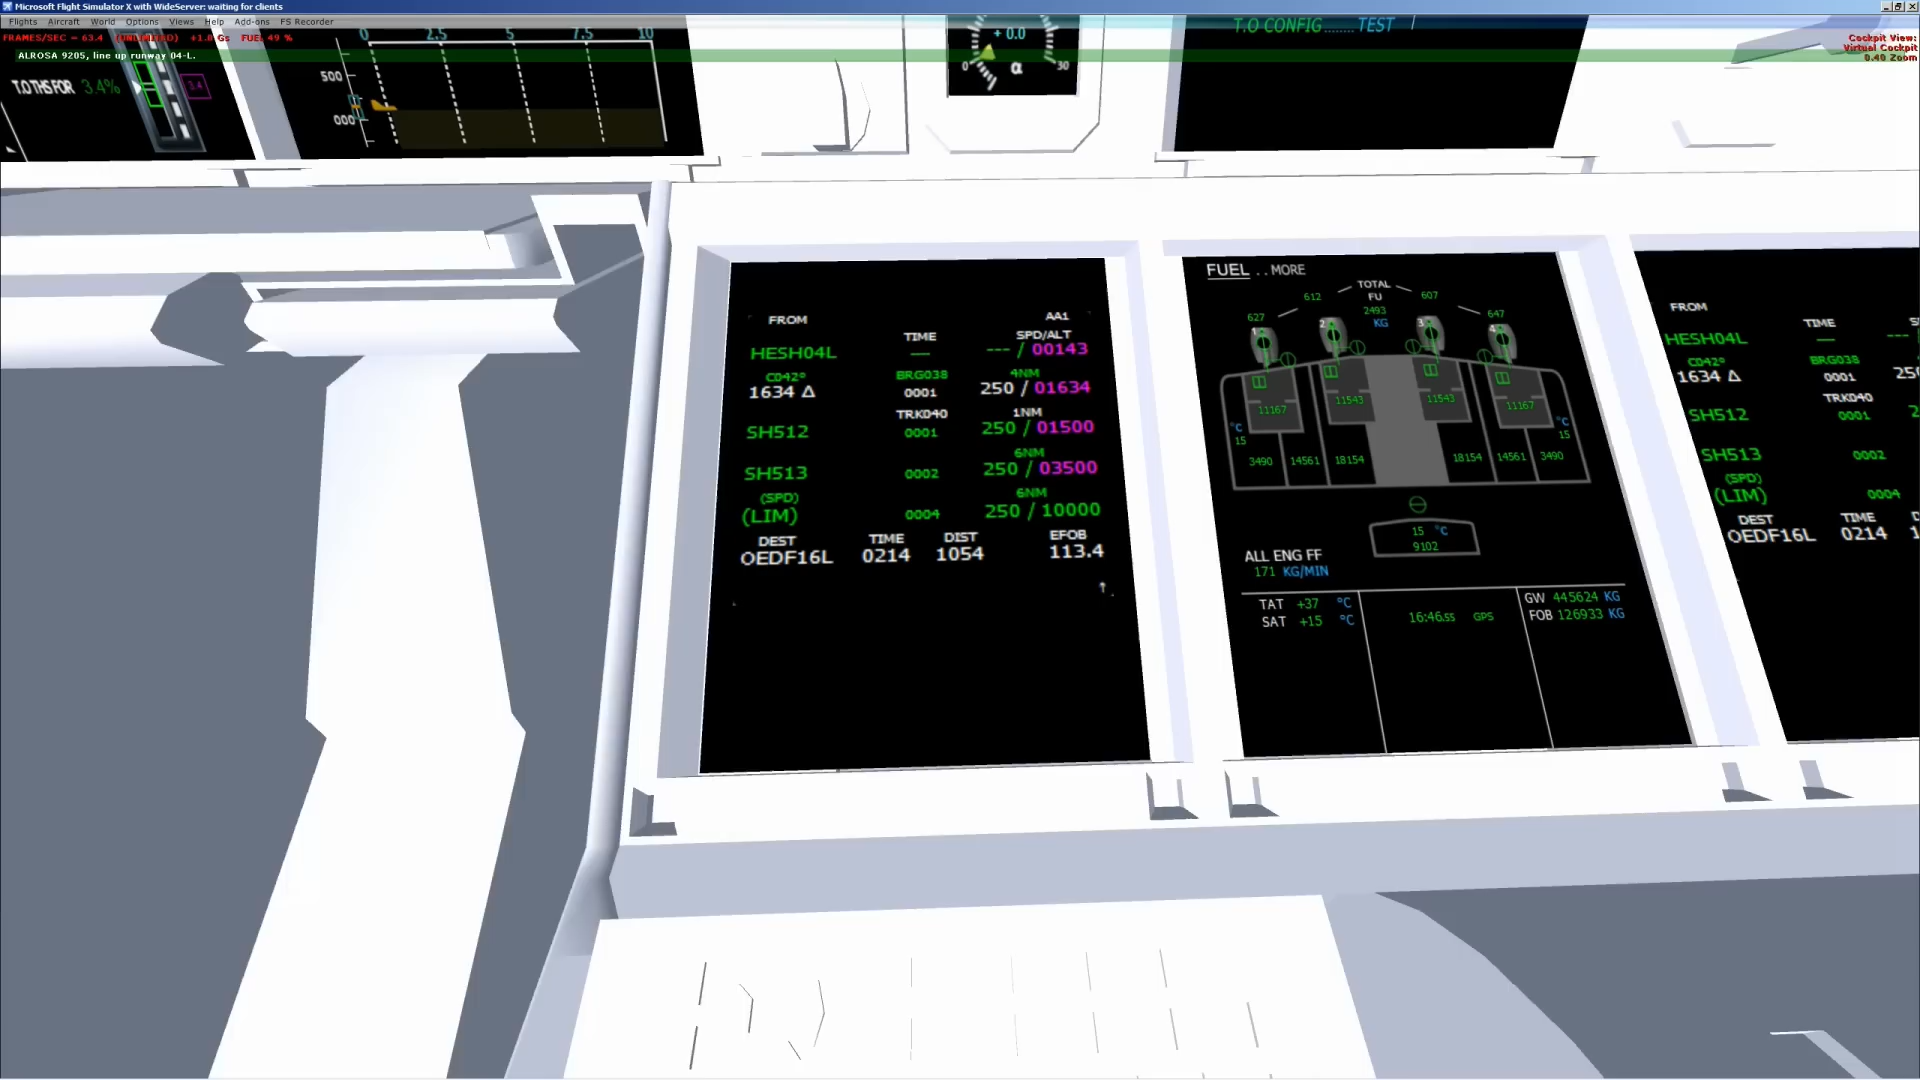 Microsoft Flight Simulator X with WideServer: waiting for clients
Flights Aircraft World Options Views Help Add-ons FS Recorder
FRAMES/SEC = 63.4 (UNLIMITED) +1.0 Gs FUEL 49 %
Cockpit View:
Virtual Cockpit
0.40 Zoom
ALROSA 9205, line up runway 04-L.
T.O THS FOR 3.4%
3.4
0 2.5 5 7.5 10
500
000
+ 0.0
0 α 30
T.O CONFIG ........ TEST
FROM AA1
TIME SPD/ALT
HESH04L ---- --- / 00143
C042° BRG038 4NM
1634 Δ 0001 250 / 01634
TRK040 1NM
SH512 0001 250 / 01500
6NM
SH513 0002 250 / 03500
(SPD) 6NM
(LIM) 0004 250 / 10000
DEST TIME DIST EFOB
OEDF16L 0214 1054 113.4
↑
FUEL .. MORE
612 TOTAL 607
FU
627 2493 647
KG
1 2 3 4
11167 11543 11543 11167
°C °C
15 15
3490 14561 18154 18154 14561 3490
15 °C
9102
ALL ENG FF
171 KG/MIN
TAT +37 °C
SAT +15 °C
16:46.55 GPS
GW 445624 KG
FOB 126933 KG
FROM
TIME
HESH04L ---- ---
C042° BRG038
1634 Δ 0001 250
TRK040
SH512 0001
SH513 0002
(SPD)
(LIM) 0004
DEST TIME
OEDF16L 0214